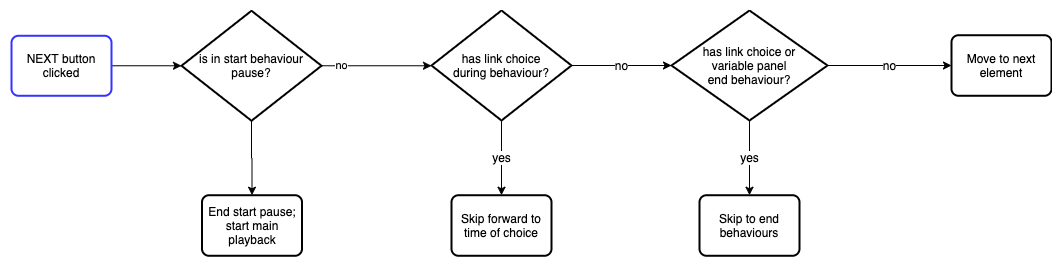 NEXT button
clicked
is in start behaviour
pause?
no
has link choice
during behaviour?
no
has link choice or
variable panel
end behaviour?
no
Move to next
element
yes
yes
End start pause;
start main
playback
Skip forward to
time of choice
Skip to end
behaviours